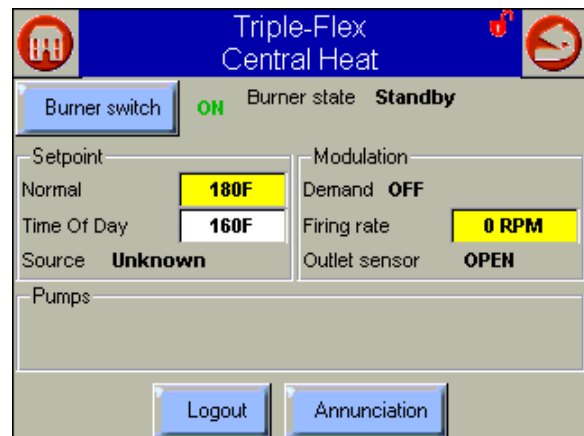 Triple-Flex
Central Heat
Burner switch ON Burner state Standby
Setpoint
Normal 180F
Time Of Day 160F
Source Unknown
Modulation
Demand OFF
Firing rate 0 RPM
Outlet sensor OPEN
Pumps
Logout Annunciation